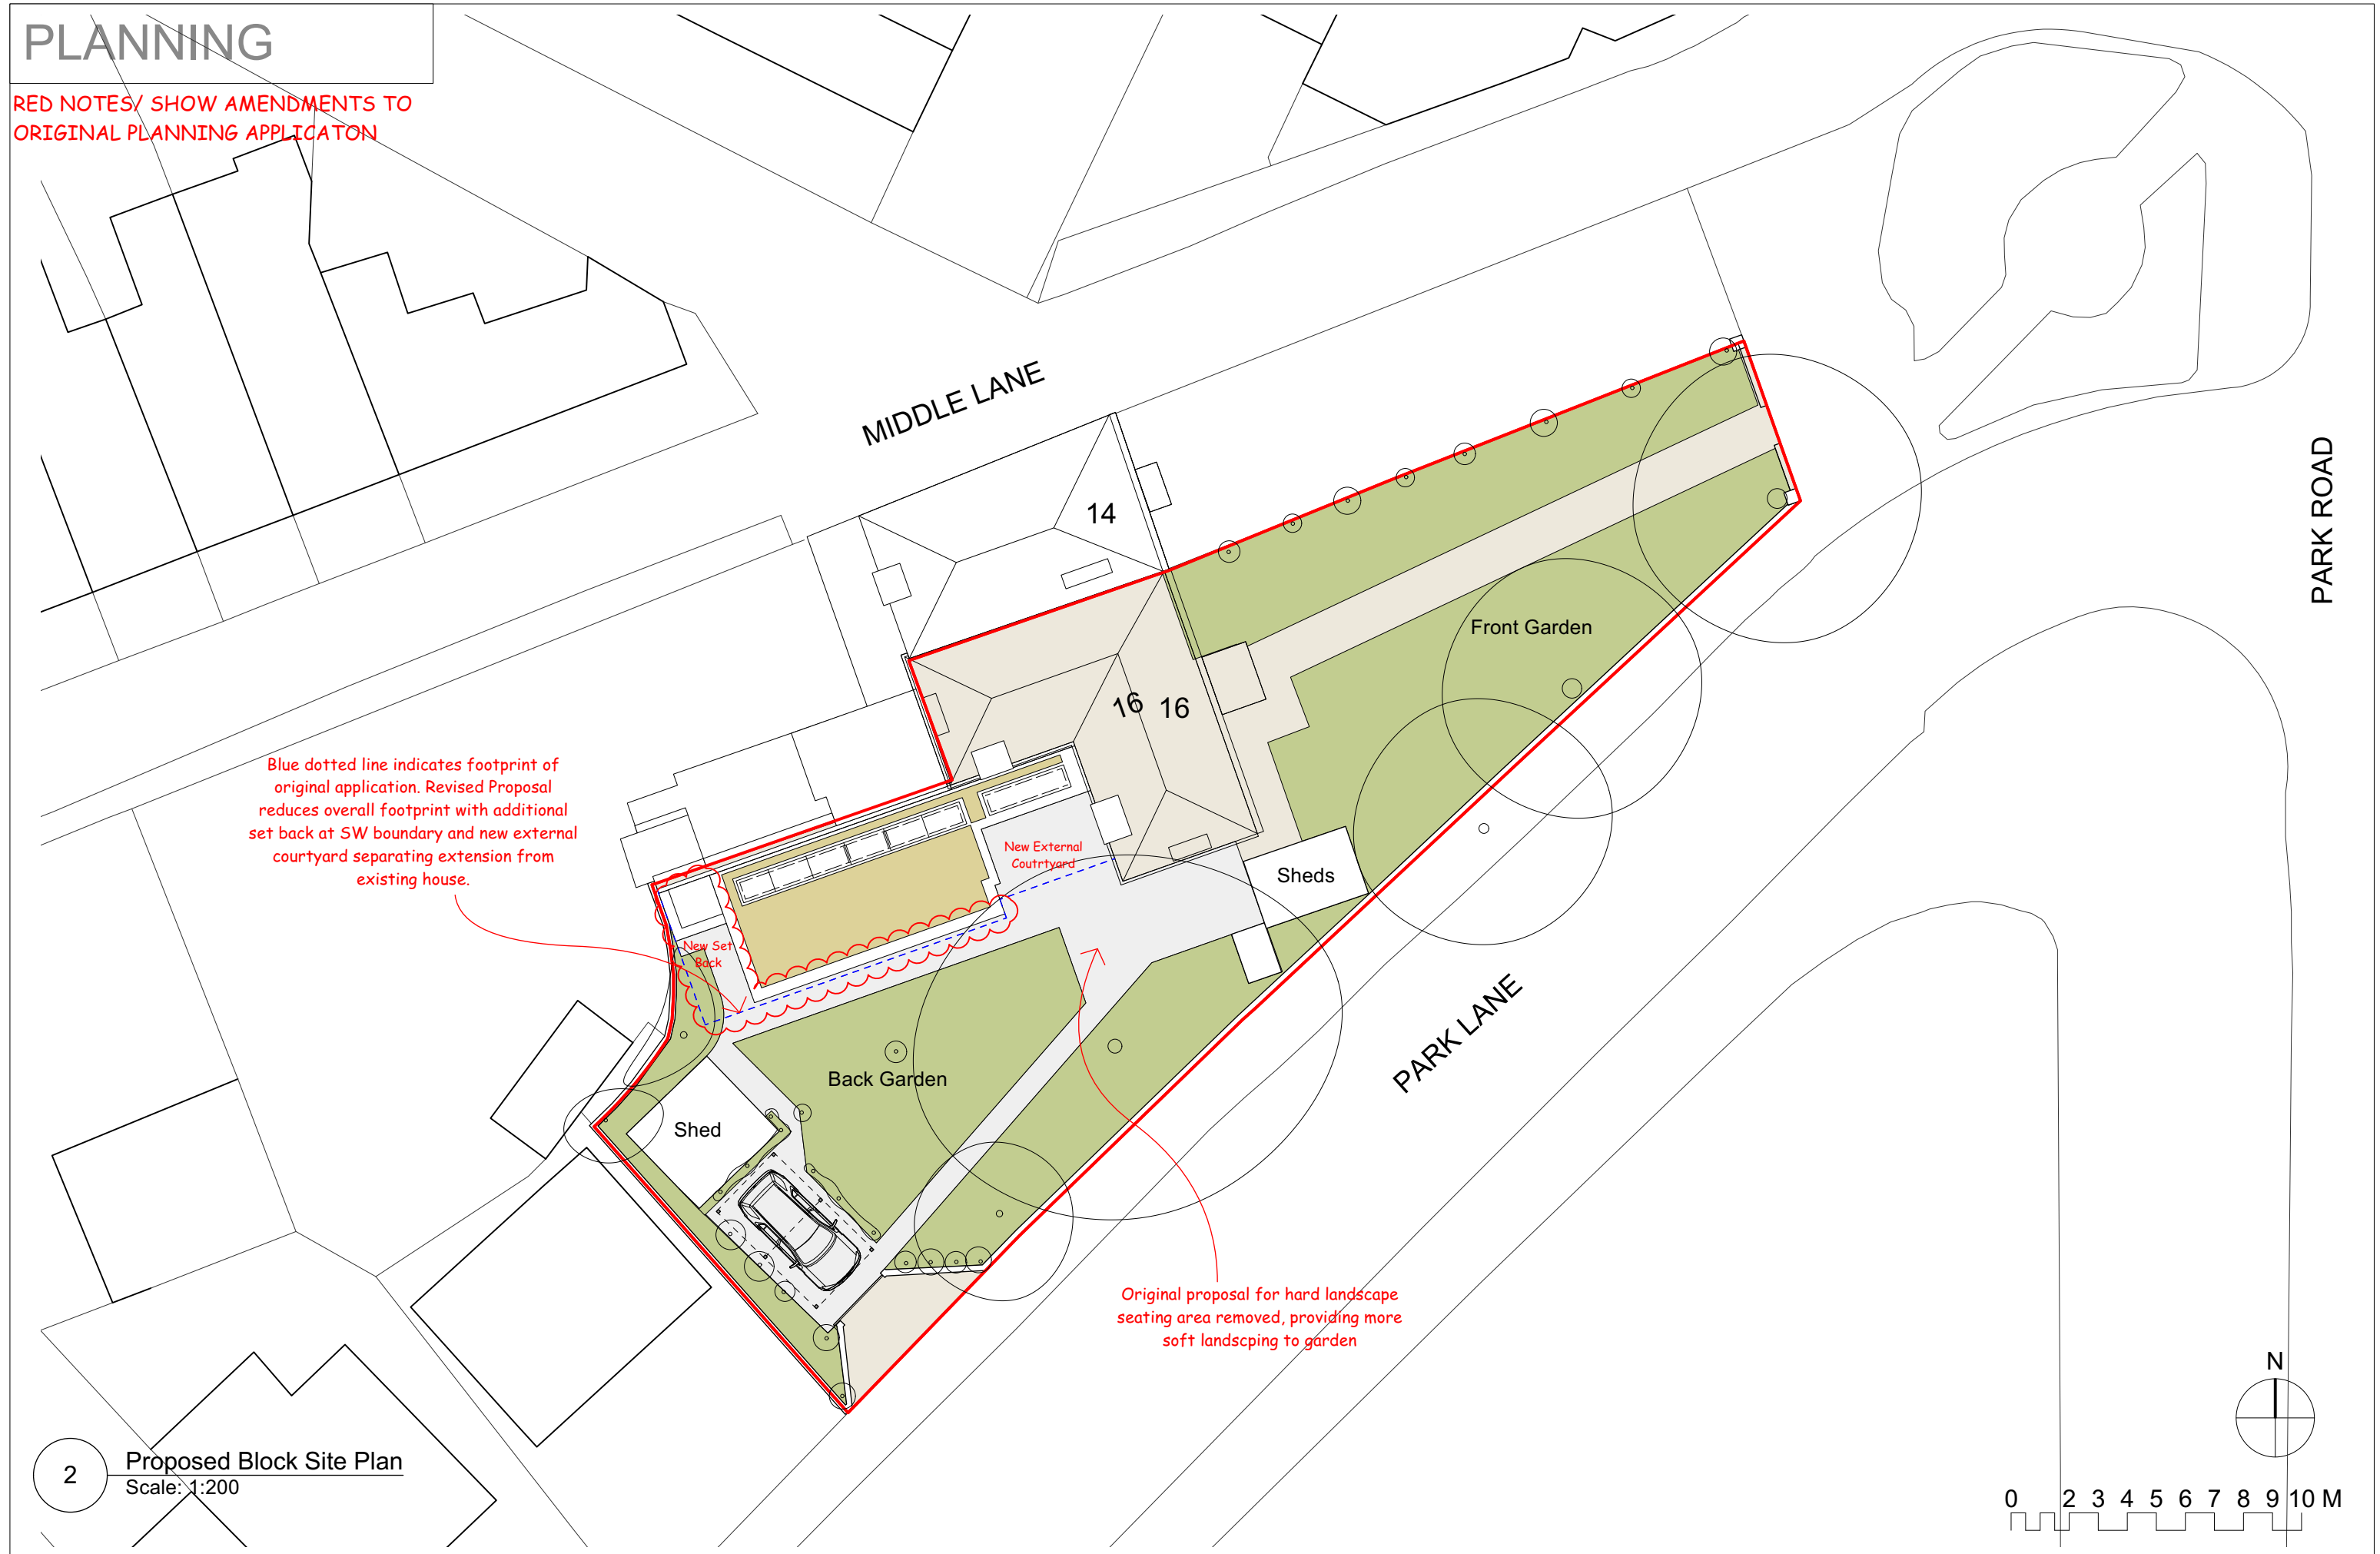 PLANNING
RED NOTES/ SHOW AMENDMENTS TO
ORIGINAL PLANNING APPLICATON
MIDDLE LANE
14
PARK ROAD
Front Garden
16
16
Blue dotted line indicates footprint of
original application. Revised Proposal
reduces overall footprint with additional
set back at SW boundary and new external
courtyard separating extension from
existing house.
New External
Coutrtyard
Sheds
New Set
Back
PARK LANE
Back Garden
Shed
Original proposal for hard landscape
seating area removed, providing more
soft landscping to garden
N
2
Proposed Block Site Plan
Scale: 1:200
0 2 3 4 5 6 7 8 9 10 M